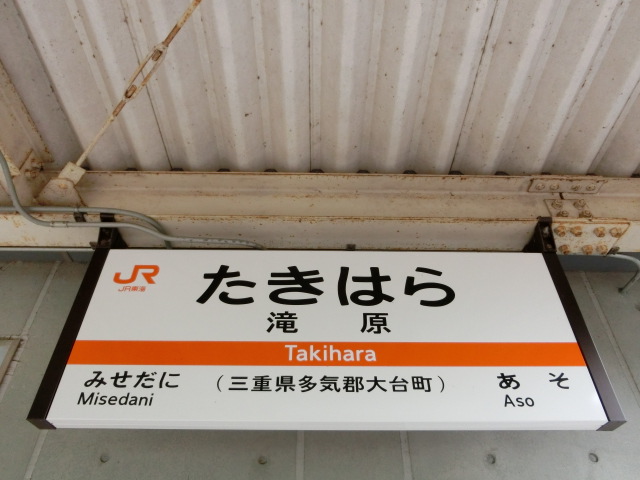 JR
JR東海
たきはら
滝原
Takihara
みせだに (三重県多気郡大台町) あそ
Misedani Aso